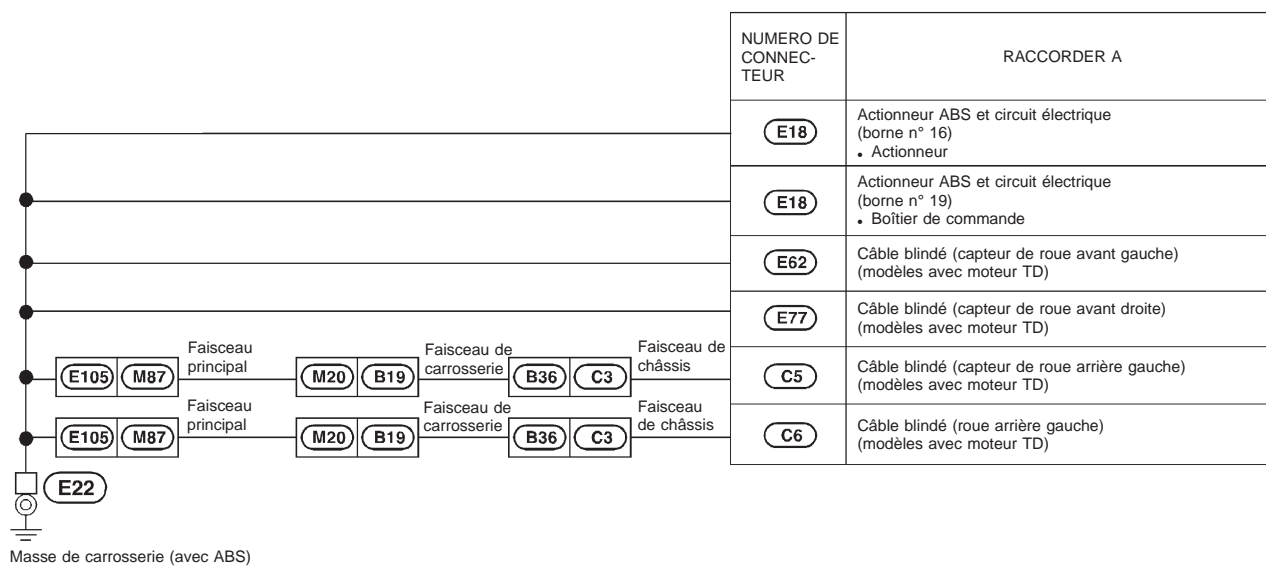 NUMERO DE
CONNEC-
TEUR
RACCORDER A
E18
Actionneur ABS et circuit électrique
(borne n° 16)
• Actionneur
E18
Actionneur ABS et circuit électrique
(borne n° 19)
• Boîtier de commande
E62
Câble blindé (capteur de roue avant gauche)
(modèles avec moteur TD)
E77
Câble blindé (capteur de roue avant droite)
(modèles avec moteur TD)
E105 M87
Faisceau
principal
M20 B19
Faisceau de
carrosserie
B36 C3
Faisceau de
châssis
C5
Câble blindé (capteur de roue arrière gauche)
(modèles avec moteur TD)
E105 M87
Faisceau
principal
M20 B19
Faisceau de
carrosserie
B36 C3
Faisceau
de châssis
C6
Câble blindé (roue arrière gauche)
(modèles avec moteur TD)
E22
Masse de carrosserie (avec ABS)